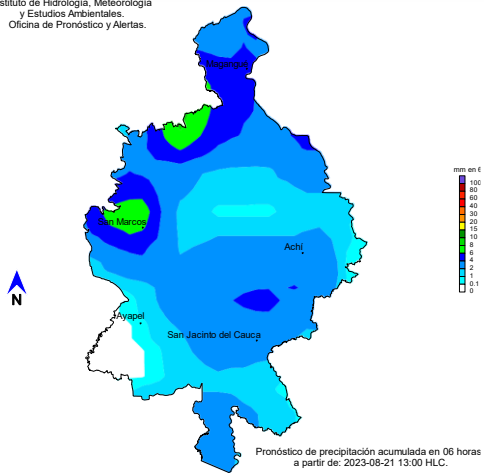 stituto de Hidrología, Meteorología
y Estudios Ambientales.
Oficina de Pronóstico y Alertas.
Magangué
San Marcos
Achí
Ayapel
San Jacinto del Cauca
N
mm en 6
100
80
60
40
30
20
15
10
8
6
4
2
1
0.1
0
Pronóstico de precipitación acumulada en 06 horas
a partir de: 2023-08-21 13:00 HLC.